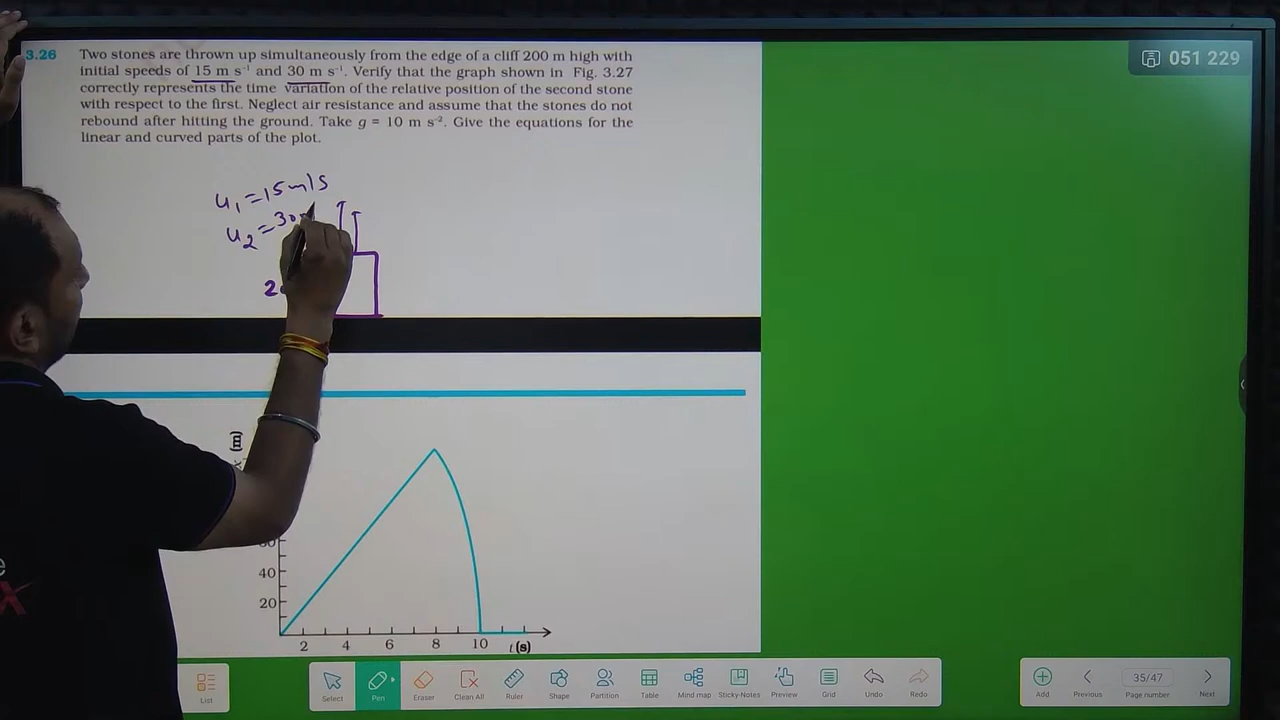 3.26 Two stones are thrown up simultaneously from the edge of a cliff 200 m high with
initial speeds of 15 m s⁻¹ and 30 m s⁻¹. Verify that the graph shown in Fig. 3.27
correctly represents the time variation of the relative position of the second stone
with respect to the first. Neglect air resistance and assume that the stones do not
rebound after hitting the ground. Take g = 10 m s⁻². Give the equations for the
linear and curved parts of the plot.
051 229
u₁ = 15 m/s
u₂ = 30
2
(m)
40
20
2 4 6 8 10 t(s)
List
Select
Pen
Eraser
Clean All
Ruler
Shape
Partition
Table
Mind map
Sticky-Notes
Preview
Grid
Undo
Redo
Add
Previous
35/47
Page number
Next